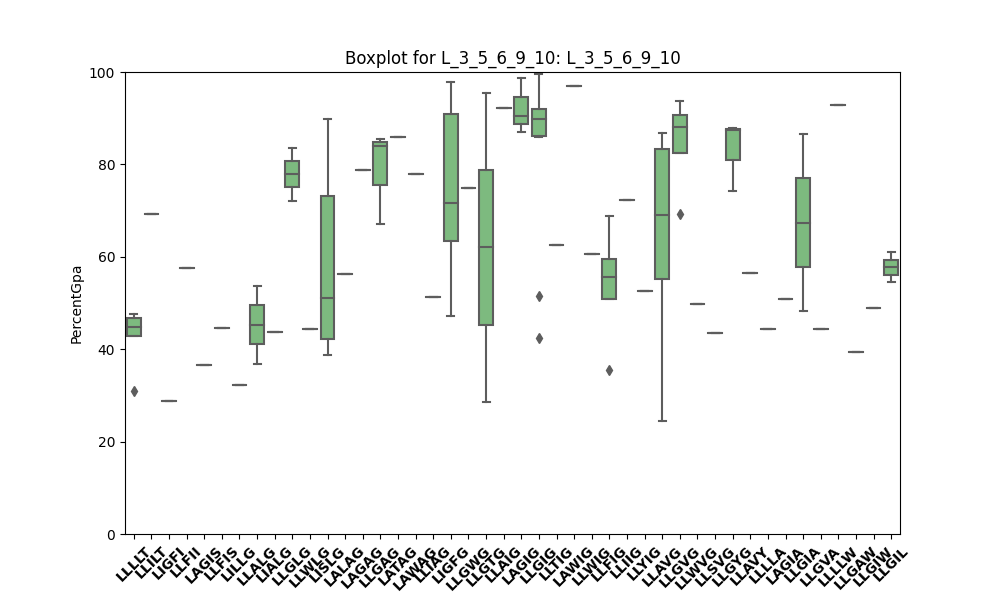 Boxplot for L_3_5_6_9_10: L_3_5_6_9_10
PercentGpa
100
80
60
40
20
0
LLLLT
LLILT
LIGFI
LLFII
LAGIS
LLFIS
LILLG
LLALG
LIALG
LLGLG
LLWLG
LISLG
LALAG
LAGAG
LLGAG
LATAG
LAWAG
LLIAG
LIGFG
LLGWG
LLGTG
LLAIG
LAGIG
LLGIG
LLTIG
LAWIG
LLWIG
LLFIG
LLIIG
LLYIG
LLAVG
LLGVG
LLWVG
LLSVG
LLGYG
LLAVY
LLLLA
LAGIA
LLGIA
LLGVA
LLLLW
LLGAW
LLGIW
LLGIL